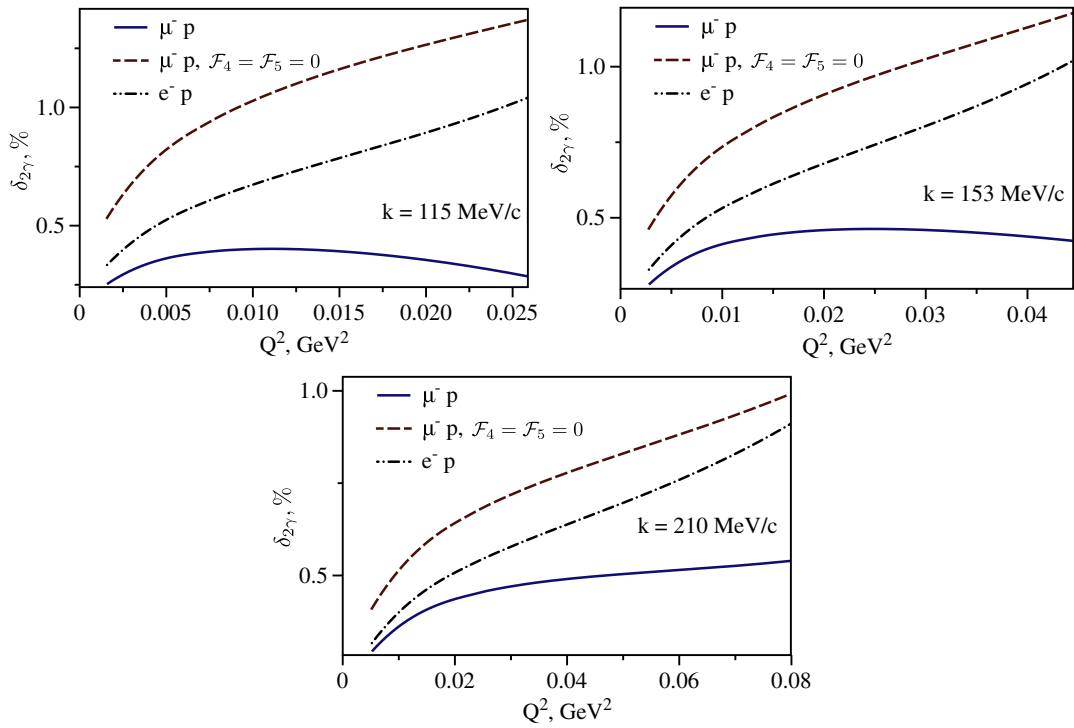 μ⁻ p
μ⁻ p, ℱ₄ = ℱ₅ = 0
e⁻ p
δ₂γ, %
1.0
0.5
k = 115 MeV/c
0 0.005 0.010 0.015 0.020 0.025
Q², GeV²
μ⁻ p
μ⁻ p, ℱ₄ = ℱ₅ = 0
e⁻ p
δ₂γ, %
1.0
0.5
k = 153 MeV/c
0 0.01 0.02 0.03 0.04
Q², GeV²
μ⁻ p
μ⁻ p, ℱ₄ = ℱ₅ = 0
e⁻ p
δ₂γ, %
1.0
0.5
k = 210 MeV/c
0 0.02 0.04 0.06 0.08
Q², GeV²